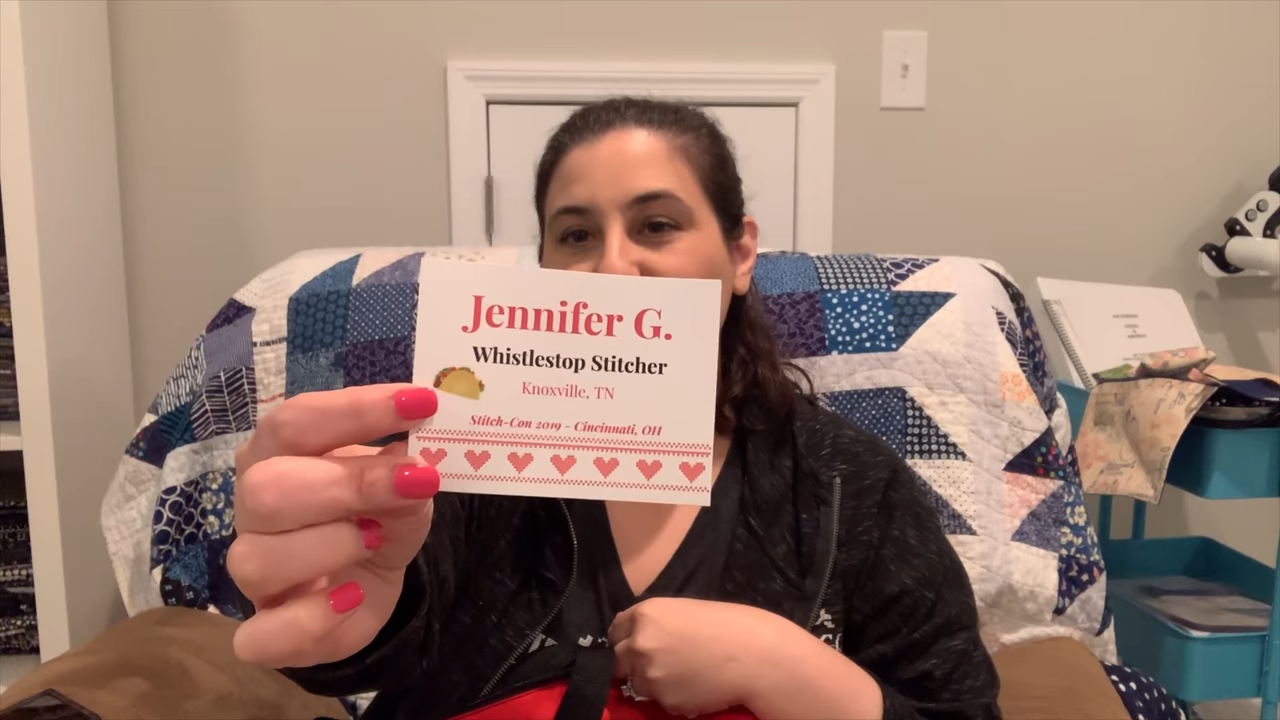 Jennifer G.
Whistlestop Stitcher
Knoxville, TN
Stitch-Con 2019 - Cincinnati, OH